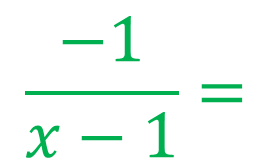 −1
x − 1 =